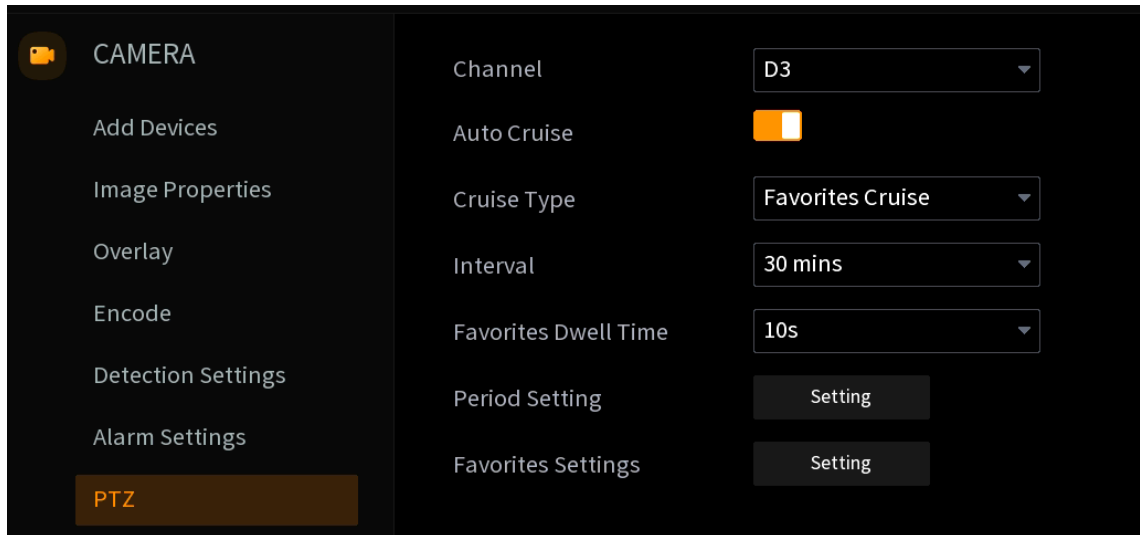 CAMERA
Add Devices
Image Properties
Overlay
Encode
Detection Settings
Alarm Settings
PTZ
Channel D3
Auto Cruise
Cruise Type Favorites Cruise
Interval 30 mins
Favorites Dwell Time 10s
Period Setting Setting
Favorites Settings Setting